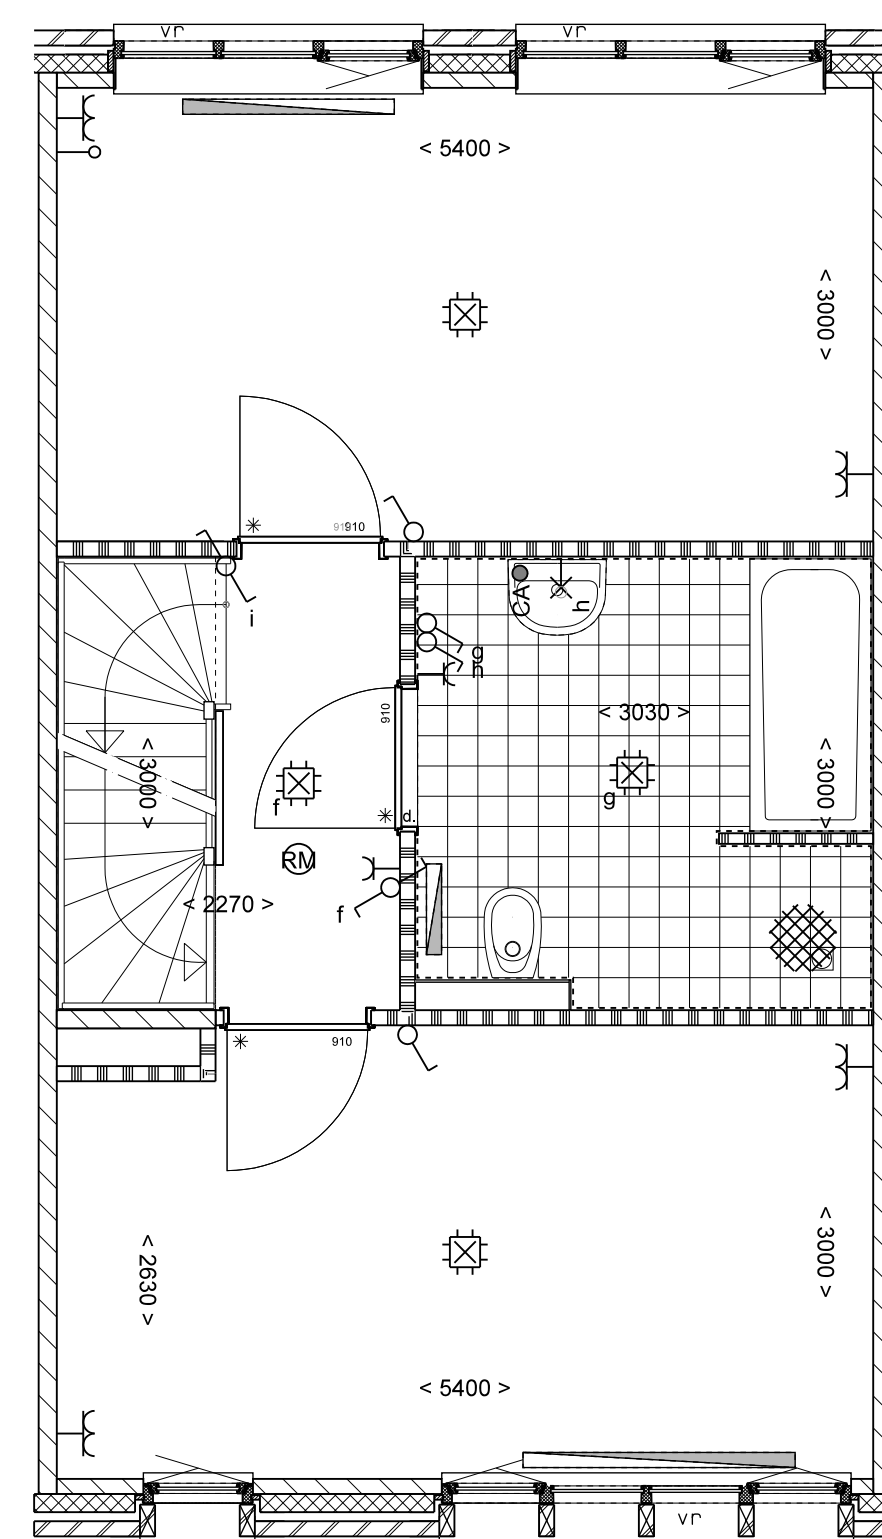 vr vr
< 5400 >
< 3000 >
910
i
CA h
g
h
910
< 3030 >
< 3000 >
< 3000 >
f
g
d.
RM
< 2270 >
f
910
< 3000 >
< 2630 >
< 5400 >
vr